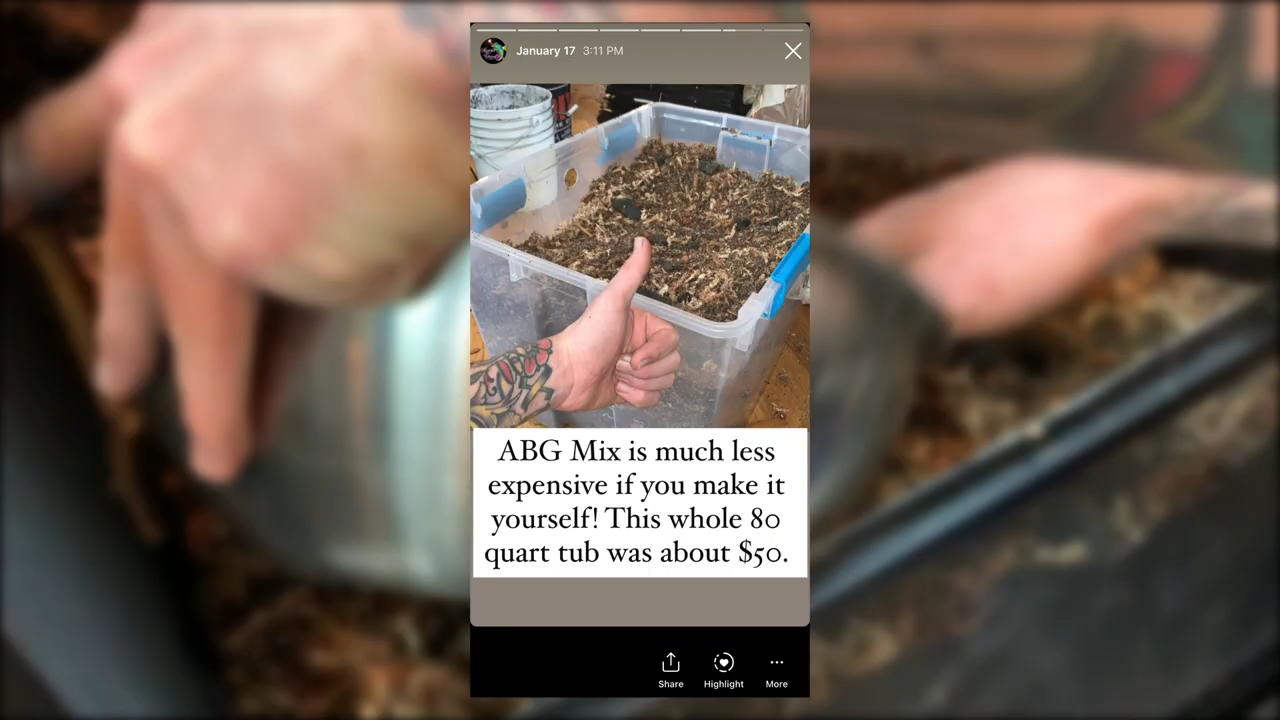 January 17 3:11 PM
ABG Mix is much less
expensive if you make it
yourself! This whole 80
quart tub was about $50.
Share Highlight More